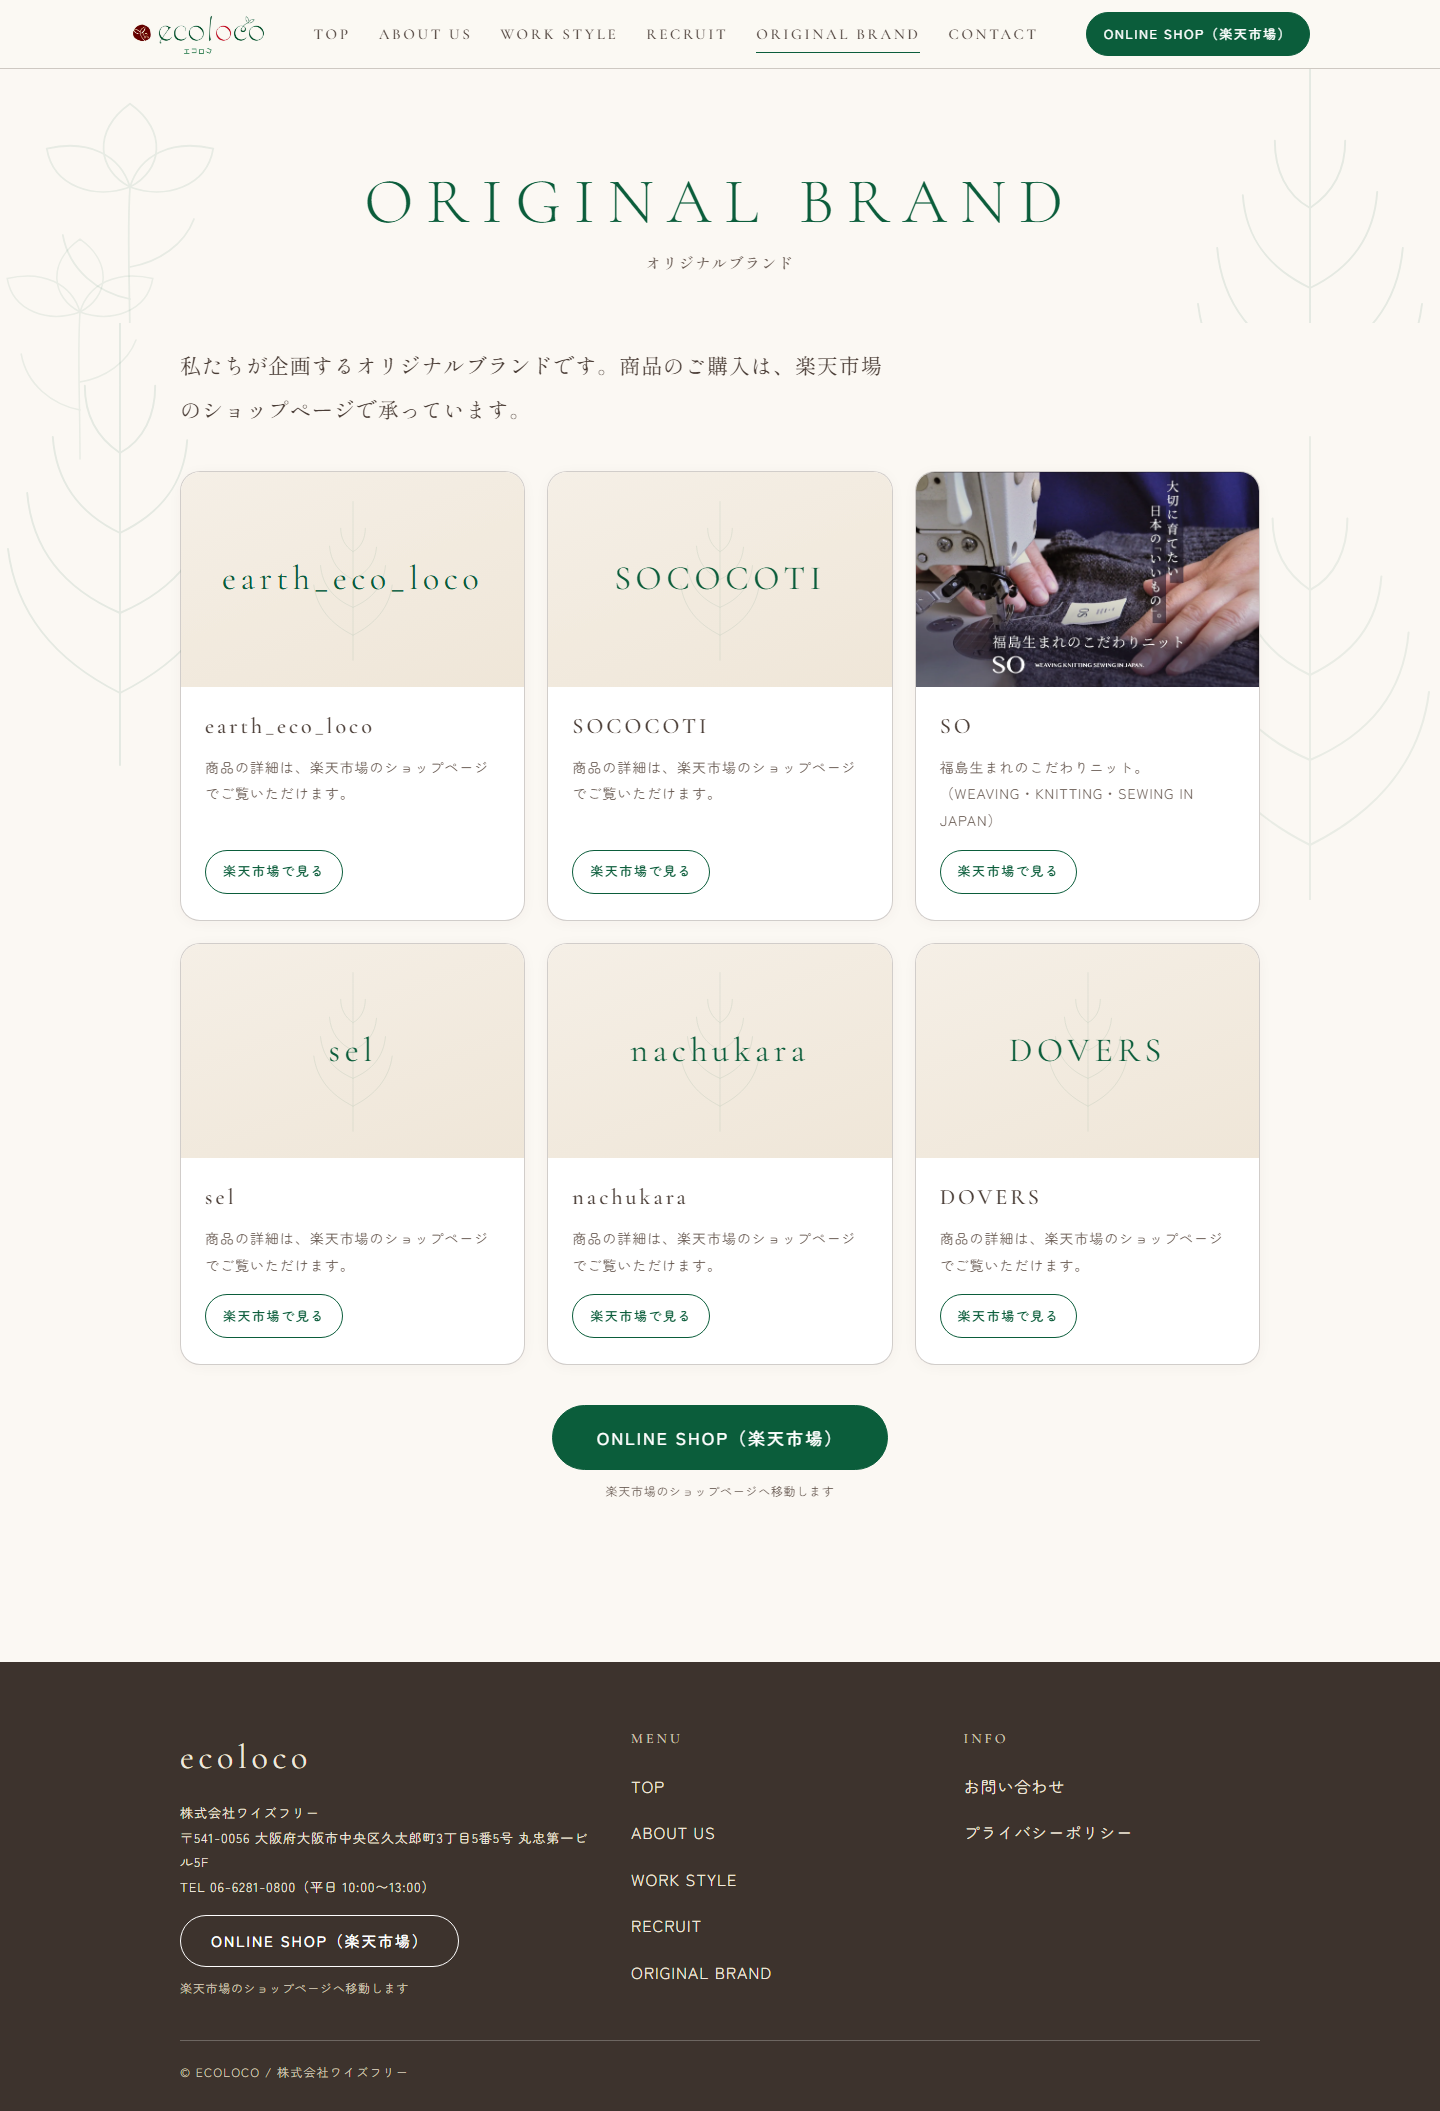 ecoloco
エコロコ
TOP
ABOUT US
WORK STYLE
RECRUIT
ORIGINAL BRAND
CONTACT
ONLINE SHOP（楽天市場）
ORIGINAL BRAND
オリジナルブランド
私たちが企画するオリジナルブランドです。商品のご購入は、楽天市場
のショップページで承っています。
earth_eco_loco
earth_eco_loco
商品の詳細は、楽天市場のショップページ
でご覧いただけます。
楽天市場で見る
SOCOCOTI
SOCOCOTI
商品の詳細は、楽天市場のショップページ
でご覧いただけます。
楽天市場で見る
大切に育てたい
日本の「いいもの」。
福島生まれのこだわりニット
SO WEAVING KNITTING SEWING IN JAPAN.
SO
福島生まれのこだわりニット。
（WEAVING・KNITTING・SEWING IN
JAPAN）
楽天市場で見る
sel
sel
商品の詳細は、楽天市場のショップページ
でご覧いただけます。
楽天市場で見る
nachukara
nachukara
商品の詳細は、楽天市場のショップページ
でご覧いただけます。
楽天市場で見る
DOVERS
DOVERS
商品の詳細は、楽天市場のショップページ
でご覧いただけます。
楽天市場で見る
ONLINE SHOP（楽天市場）
楽天市場のショップページへ移動します
ecoloco
株式会社ワイズフリー
〒541-0056 大阪府大阪市中央区久太郎町3丁目5番5号 丸忠第一ビ
ル5F
TEL 06-6281-0800（平日 10:00〜13:00）
ONLINE SHOP（楽天市場）
楽天市場のショップページへ移動します
MENU
TOP
ABOUT US
WORK STYLE
RECRUIT
ORIGINAL BRAND
INFO
お問い合わせ
プライバシーポリシー
© ECOLOCO / 株式会社ワイズフリー